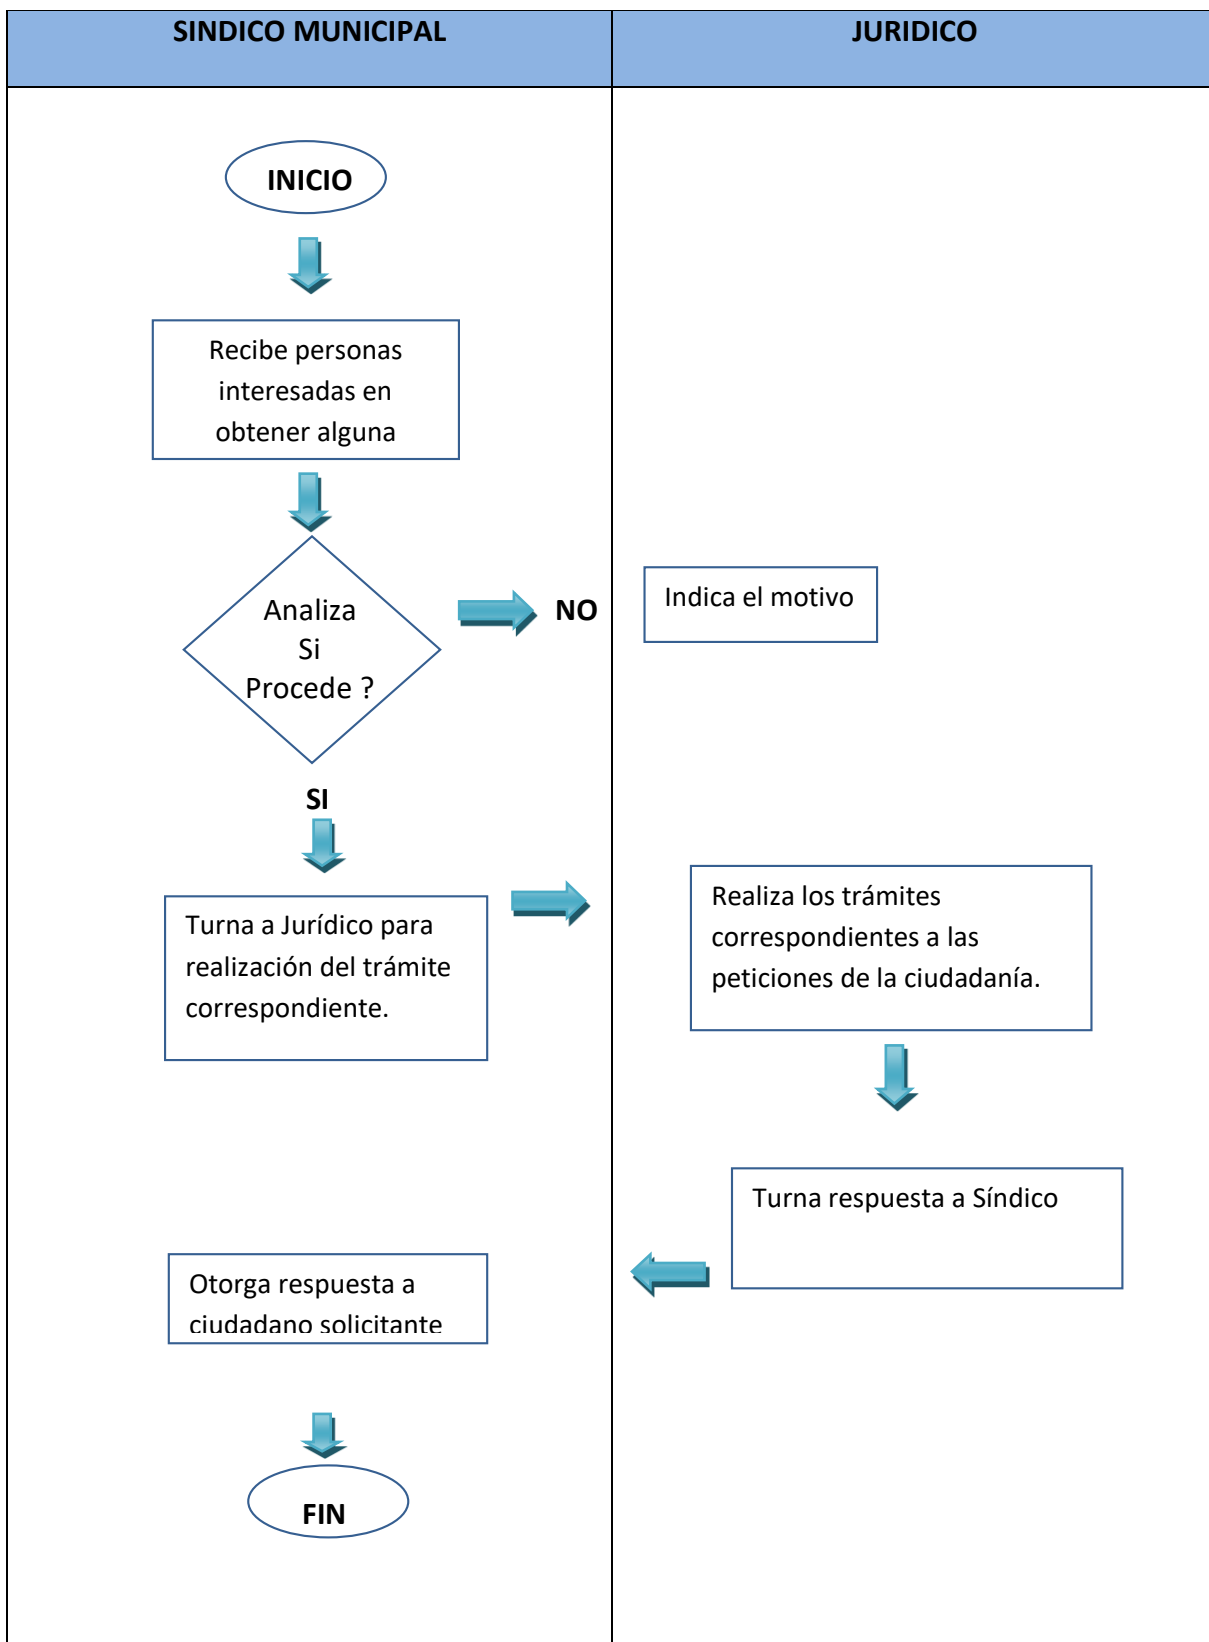 SINDICO MUNICIPAL
JURIDICO
INICIO
Recibe personas
interesadas en
obtener alguna
Analiza
Si
Procede ?
NO
Indica el motivo
SI
Turna a Jurídico para
realización del trámite
correspondiente.
Realiza los trámites
correspondientes a las
peticiones de la ciudadanía.
Turna respuesta a Síndico
Otorga respuesta a
ciudadano solicitante
FIN